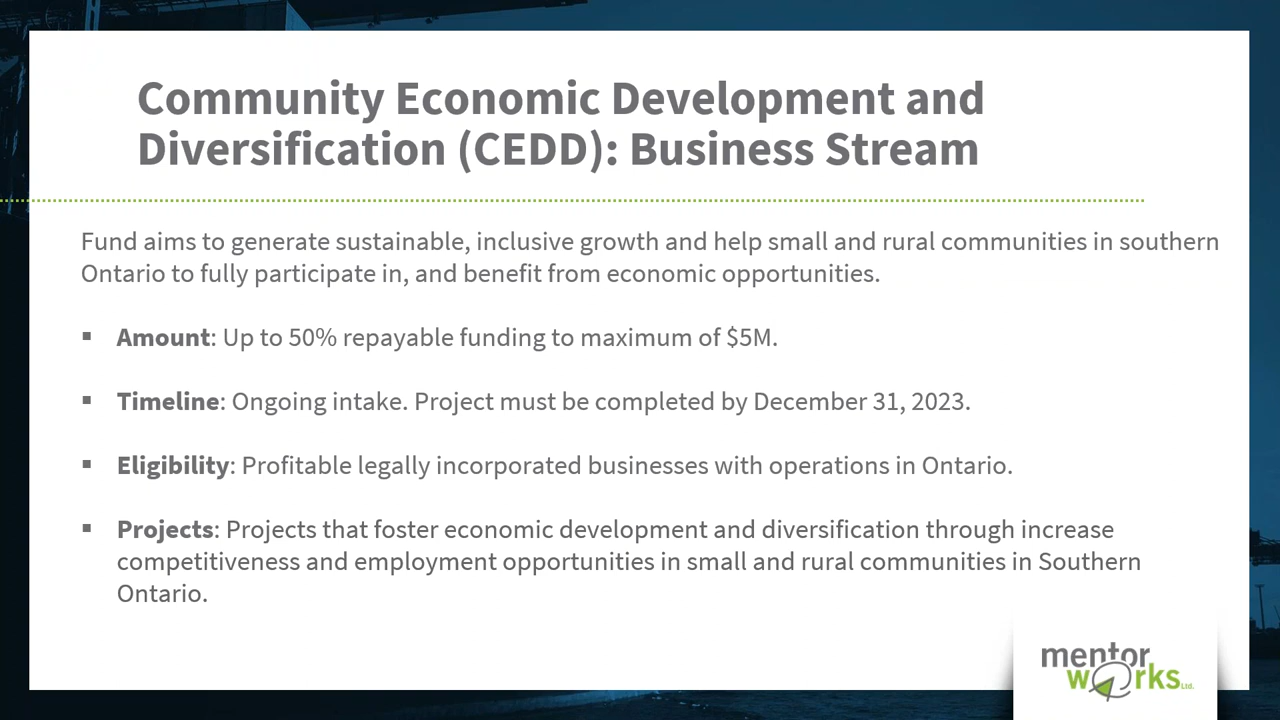 Community Economic Development and
Diversification (CEDD): Business Stream
Fund aims to generate sustainable, inclusive growth and help small and rural communities in southern
Ontario to fully participate in, and benefit from economic opportunities.
▪ Amount: Up to 50% repayable funding to maximum of $5M.
▪ Timeline: Ongoing intake. Project must be completed by December 31, 2023.
▪ Eligibility: Profitable legally incorporated businesses with operations in Ontario.
▪ Projects: Projects that foster economic development and diversification through increase
competitiveness and employment opportunities in small and rural communities in Southern
Ontario.
mentor
works Ltd.